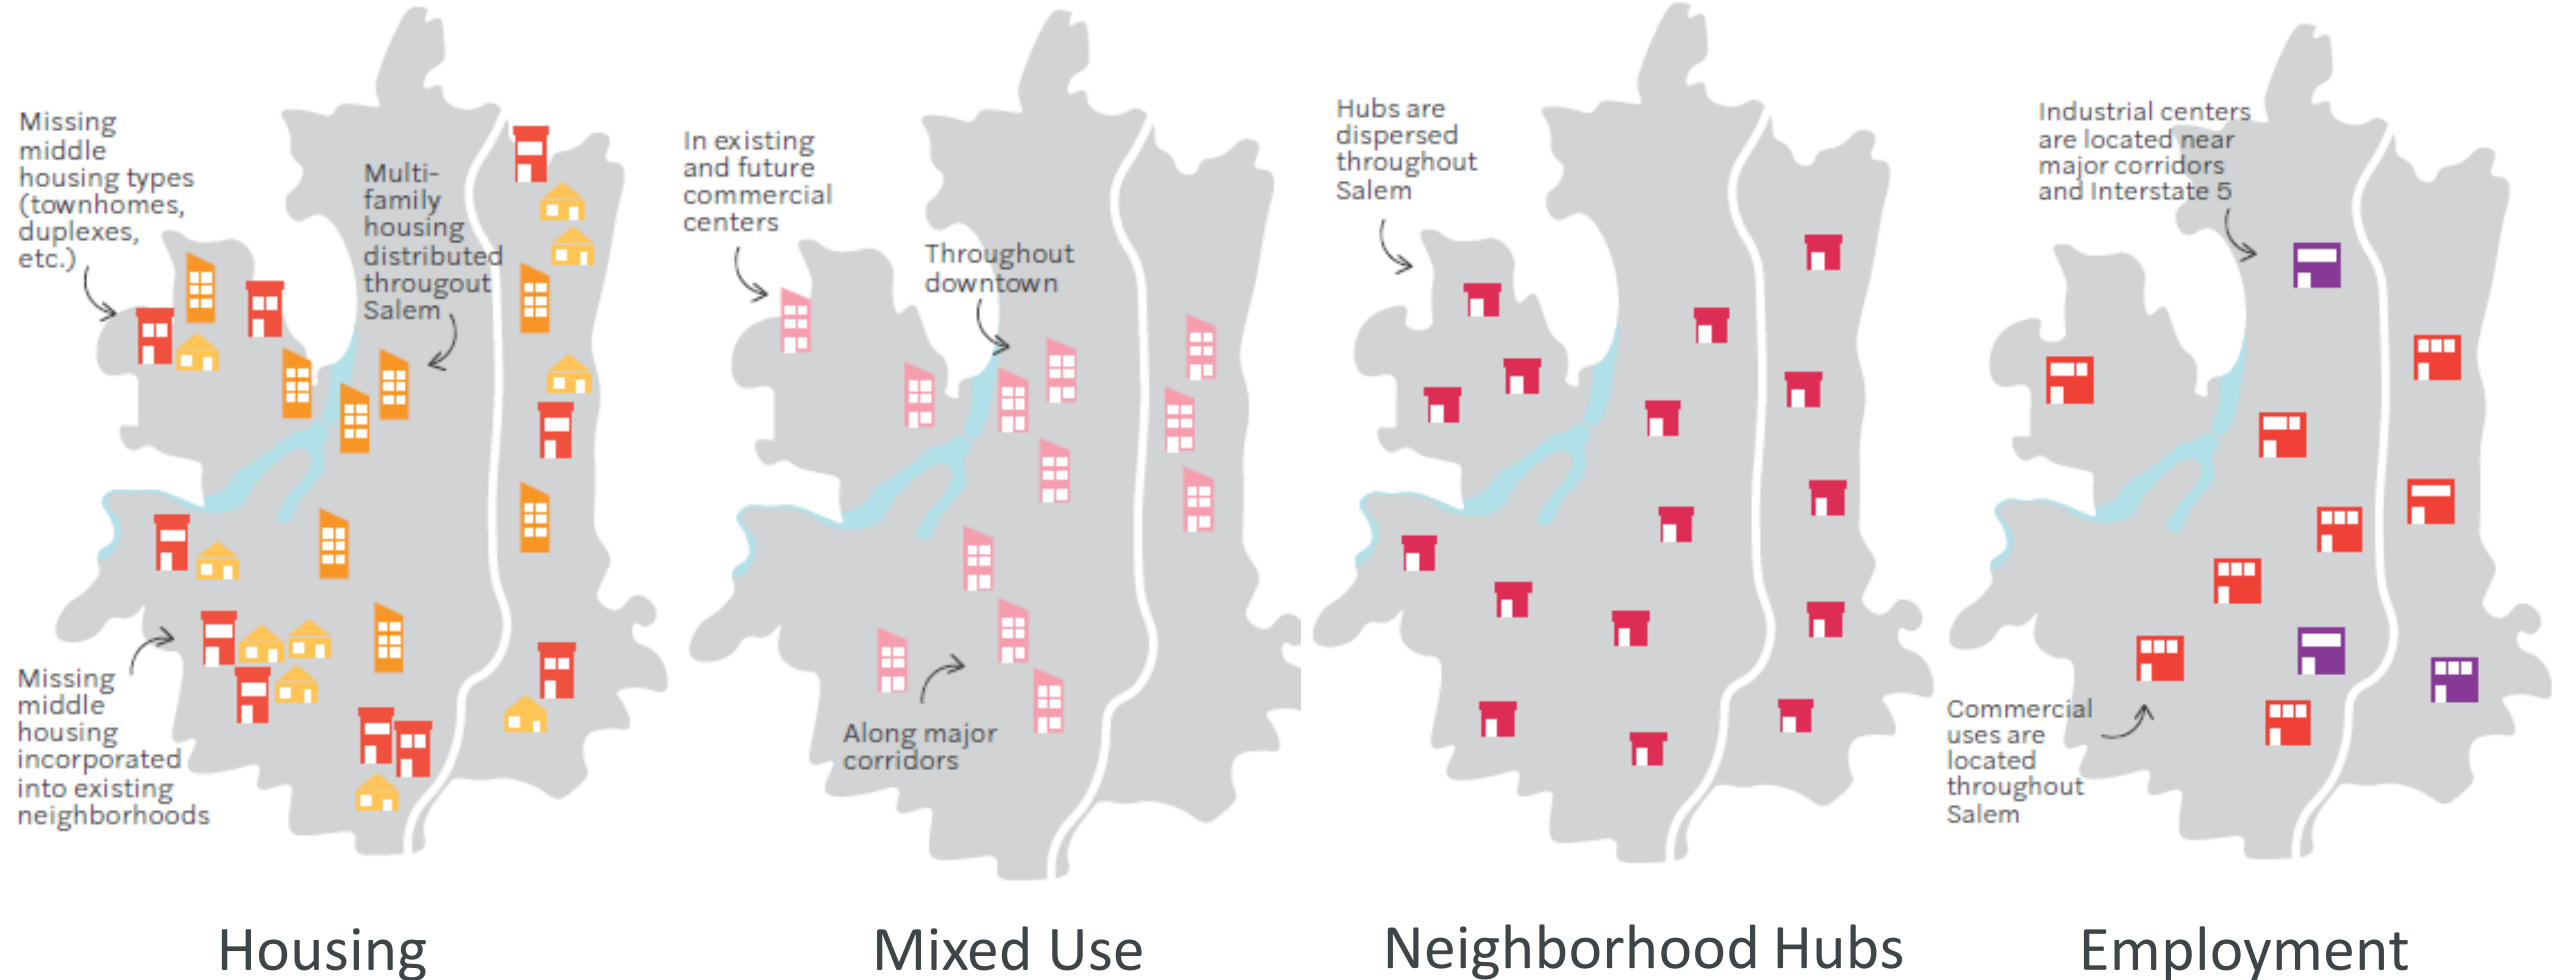 Missing
middle
housing types
(townhomes,
duplexes,
etc.)
Multi-
family
housing
distributed
througout
Salem
Missing
middle
housing
incorporated
into existing
neighborhoods
Housing
In existing
and future
commercial
centers
Throughout
downtown
Along major
corridors
Mixed Use
Hubs are
dispersed
throughout
Salem
Neighborhood Hubs
Industrial centers
are located near
major corridors
and Interstate 5
Commercial
uses are
located
throughout
Salem
Employment